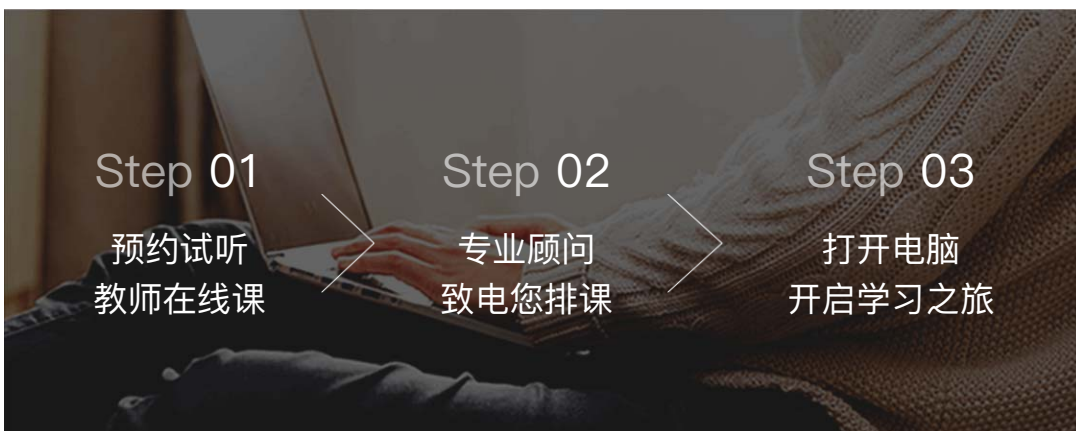 Step 01
预约试听
教师在线课
Step 02
专业顾问
致电您排课
Step 03
打开电脑
开启学习之旅